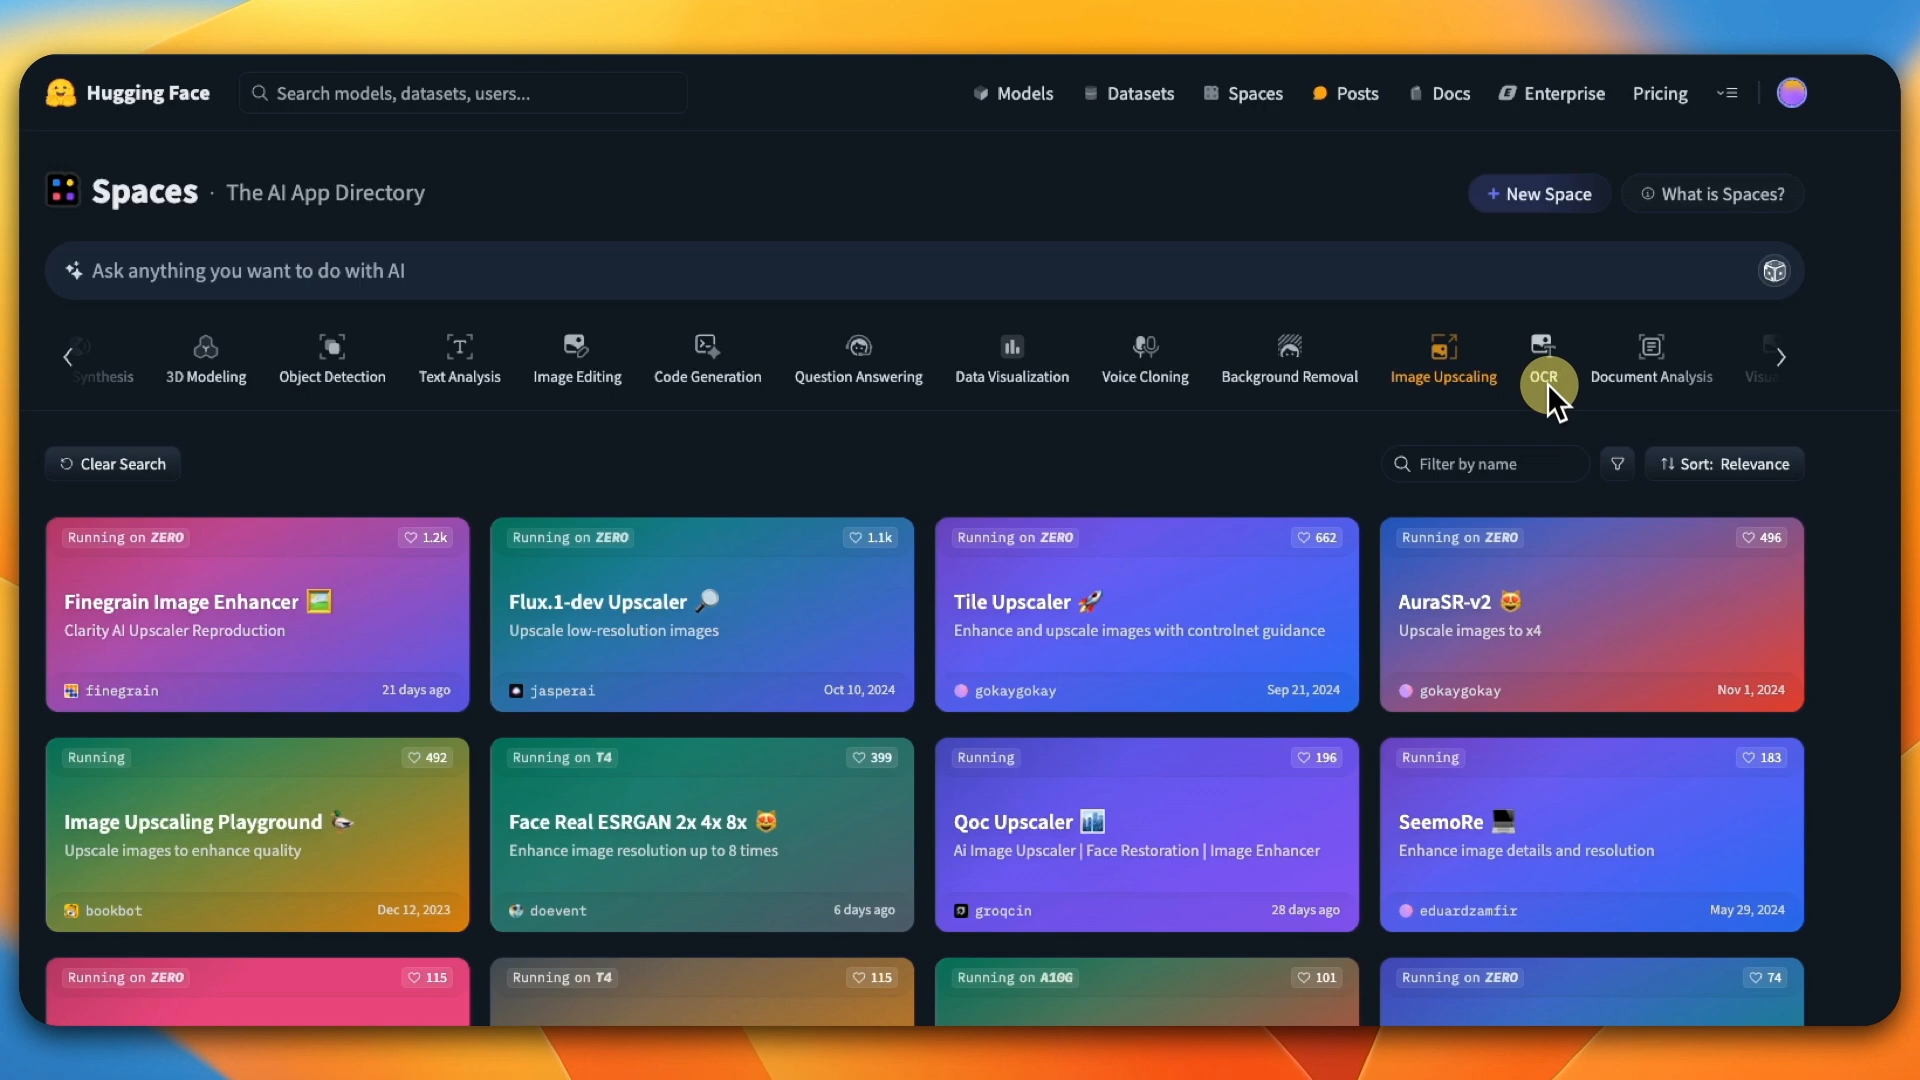 Hugging Face
Search models, datasets, users...
Models
Datasets
Spaces
Posts
Docs
Enterprise
Pricing
Spaces · The AI App Directory
+ New Space
What is Spaces?
Ask anything you want to do with AI
Synthesis
3D Modeling
Object Detection
Text Analysis
Image Editing
Code Generation
Question Answering
Data Visualization
Voice Cloning
Background Removal
Image Upscaling
OCR
Document Analysis
Clear Search
Filter by name
Sort: Relevance
Running on ZERO
1.2k
Finegrain Image Enhancer
Clarity AI Upscaler Reproduction
finegrain
21 days ago
Running on ZERO
1.1k
Flux.1-dev Upscaler
Upscale low-resolution images
jasperai
Oct 10, 2024
Running on ZERO
662
Tile Upscaler
Enhance and upscale images with controlnet guidance
gokaygokay
Sep 21, 2024
Running on ZERO
496
AuraSR-v2
Upscale images to x4
gokaygokay
Nov 1, 2024
Running
492
Image Upscaling Playground
Upscale images to enhance quality
bookbot
Dec 12, 2023
Running on T4
399
Face Real ESRGAN 2x 4x 8x
Enhance image resolution up to 8 times
doevent
6 days ago
Running
196
Qoc Upscaler
Ai Image Upscaler | Face Restoration | Image Enhancer
groqcin
28 days ago
Running
183
SeemoRe
Enhance image details and resolution
eduardzamfir
May 29, 2024
Running on ZERO
115
Running on T4
115
Running on A10G
101
Running on ZERO
74